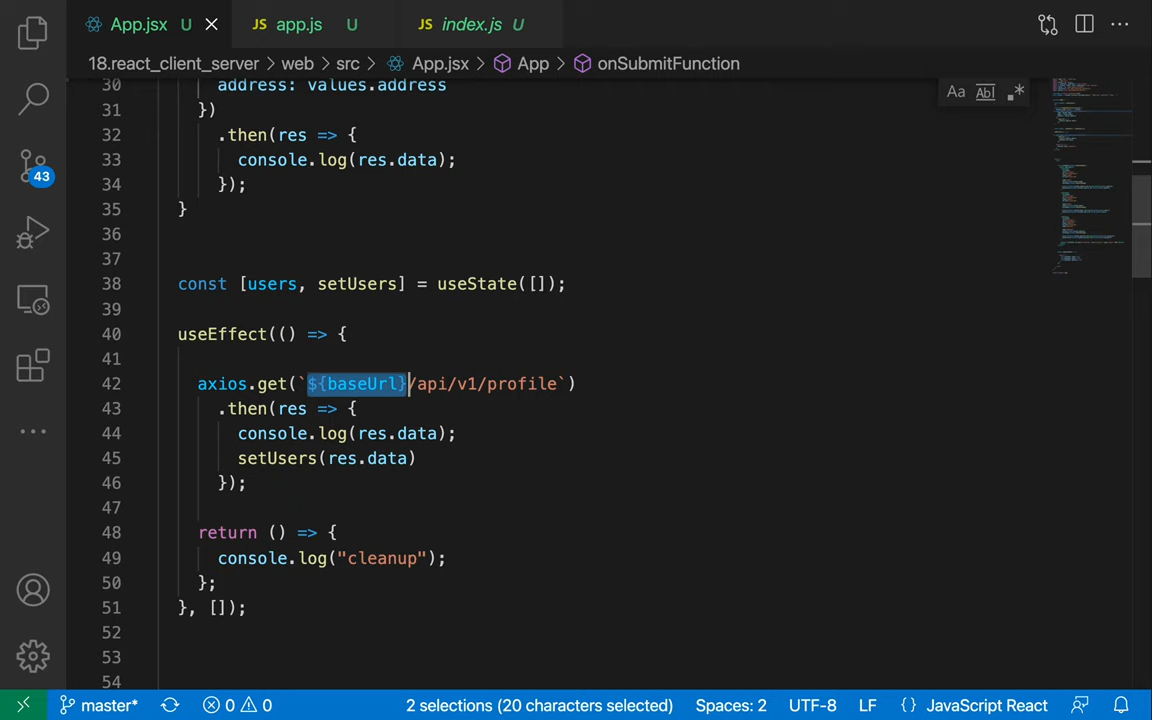 App.jsx U
JS app.js U
JS index.js U
18.react_client_server > web > src > App.jsx > App > onSubmitFunction
Aa Abl .*
30 address: values.address
31 })
32 .then(res => {
33 console.log(res.data);
34 });
35 }
36
37
38 const [users, setUsers] = useState([]);
39
40 useEffect(() => {
41
42 axios.get(`${baseUrl}/api/v1/profile`)
43 .then(res => {
44 console.log(res.data);
45 setUsers(res.data)
46 });
47
48 return () => {
49 console.log("cleanup");
50 };
51 }, []);
52
53
54
43
master* 0 0 2 selections (20 characters selected) Spaces: 2 UTF-8 LF {} JavaScript React